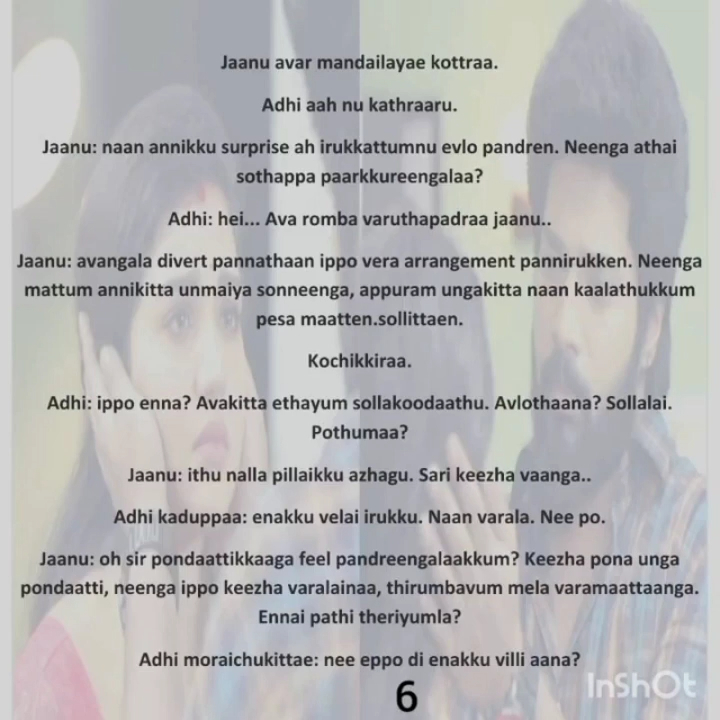 Jaanu avar mandailayae kottraa.
Adhi aah nu kathraaru.
Jaanu: naan annikku surprise ah irukkattumnu evlo pandren. Neenga athai
sothappa paarkkureengalaa?
Adhi: hei... Ava romba varuthapadraa jaanu..
Jaanu: avangala divert pannathaan ippo vera arrangement pannirukken. Neenga
mattum annikitta unmaiya sonneenga, appuram ungakitta naan kaalathukkum
pesa maatten.sollittaen.
Kochikkiraa.
Adhi: ippo enna? Avakitta ethayum sollakoodaathu. Avlothaana? Sollalai.
Pothumaa?
Jaanu: ithu nalla pillaikku azhagu. Sari keezha vaanga..
Adhi kaduppaa: enakku velai irukku. Naan varala. Nee po.
Jaanu: oh sir pondaattikkaaga feel pandreengalaakkum? Keezha pona unga
pondaatti, neenga ippo keezha varalainaa, thirumbavum mela varamaattaanga.
Ennai pathi theriyumla?
Adhi moraichukittae: nee eppo di enakku villi aana?
6
InShOt